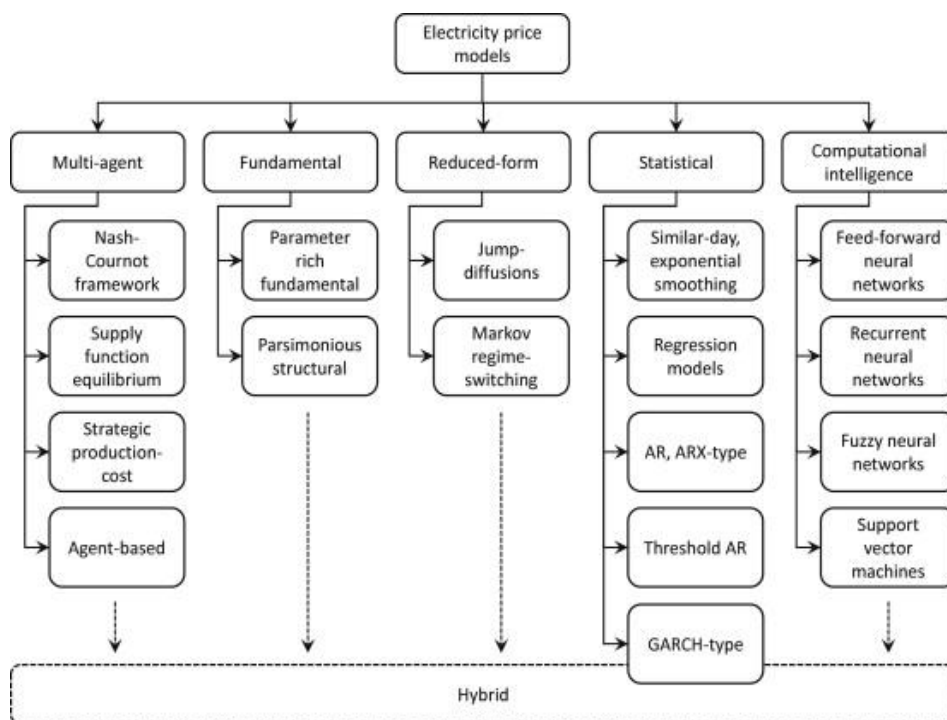 Electricity price
models
Multi-agent
Fundamental
Reduced-form
Statistical
Computational
intelligence
Nash-
Cournot
framework
Supply
function
equilibrium
Strategic
production-
cost
Agent-based
Parameter
rich
fundamental
Parsimonious
structural
Jump-
diffusions
Markov
regime-
switching
Similar-day,
exponential
smoothing
Regression
models
AR, ARX-type
Threshold AR
GARCH-type
Feed-forward
neural
networks
Recurrent
neural
networks
Fuzzy neural
networks
Support
vector
machines
Hybrid